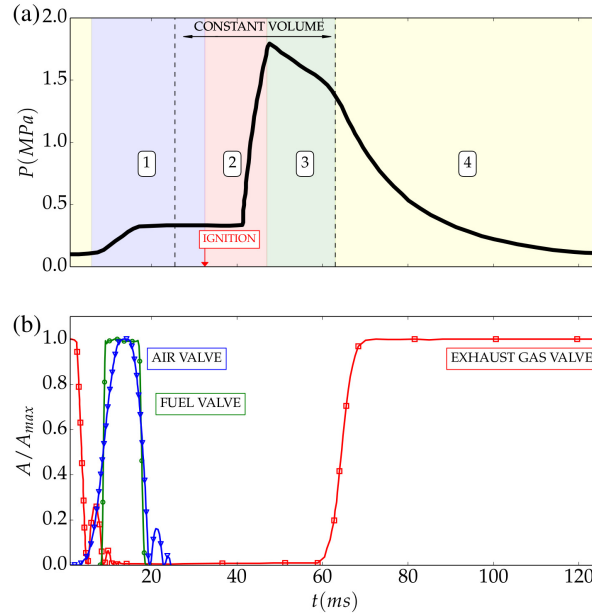 (a)
CONSTANT VOLUME
2.0
1.5
1.0
0.5
0.0
P(MPa)
1
2
3
4
IGNITION
(b)
1.0
0.8
0.6
0.4
0.2
0.0
A/A_max
AIR VALVE
FUEL VALVE
EXHAUST GAS VALVE
20
40
60
80
100
120
t(ms)